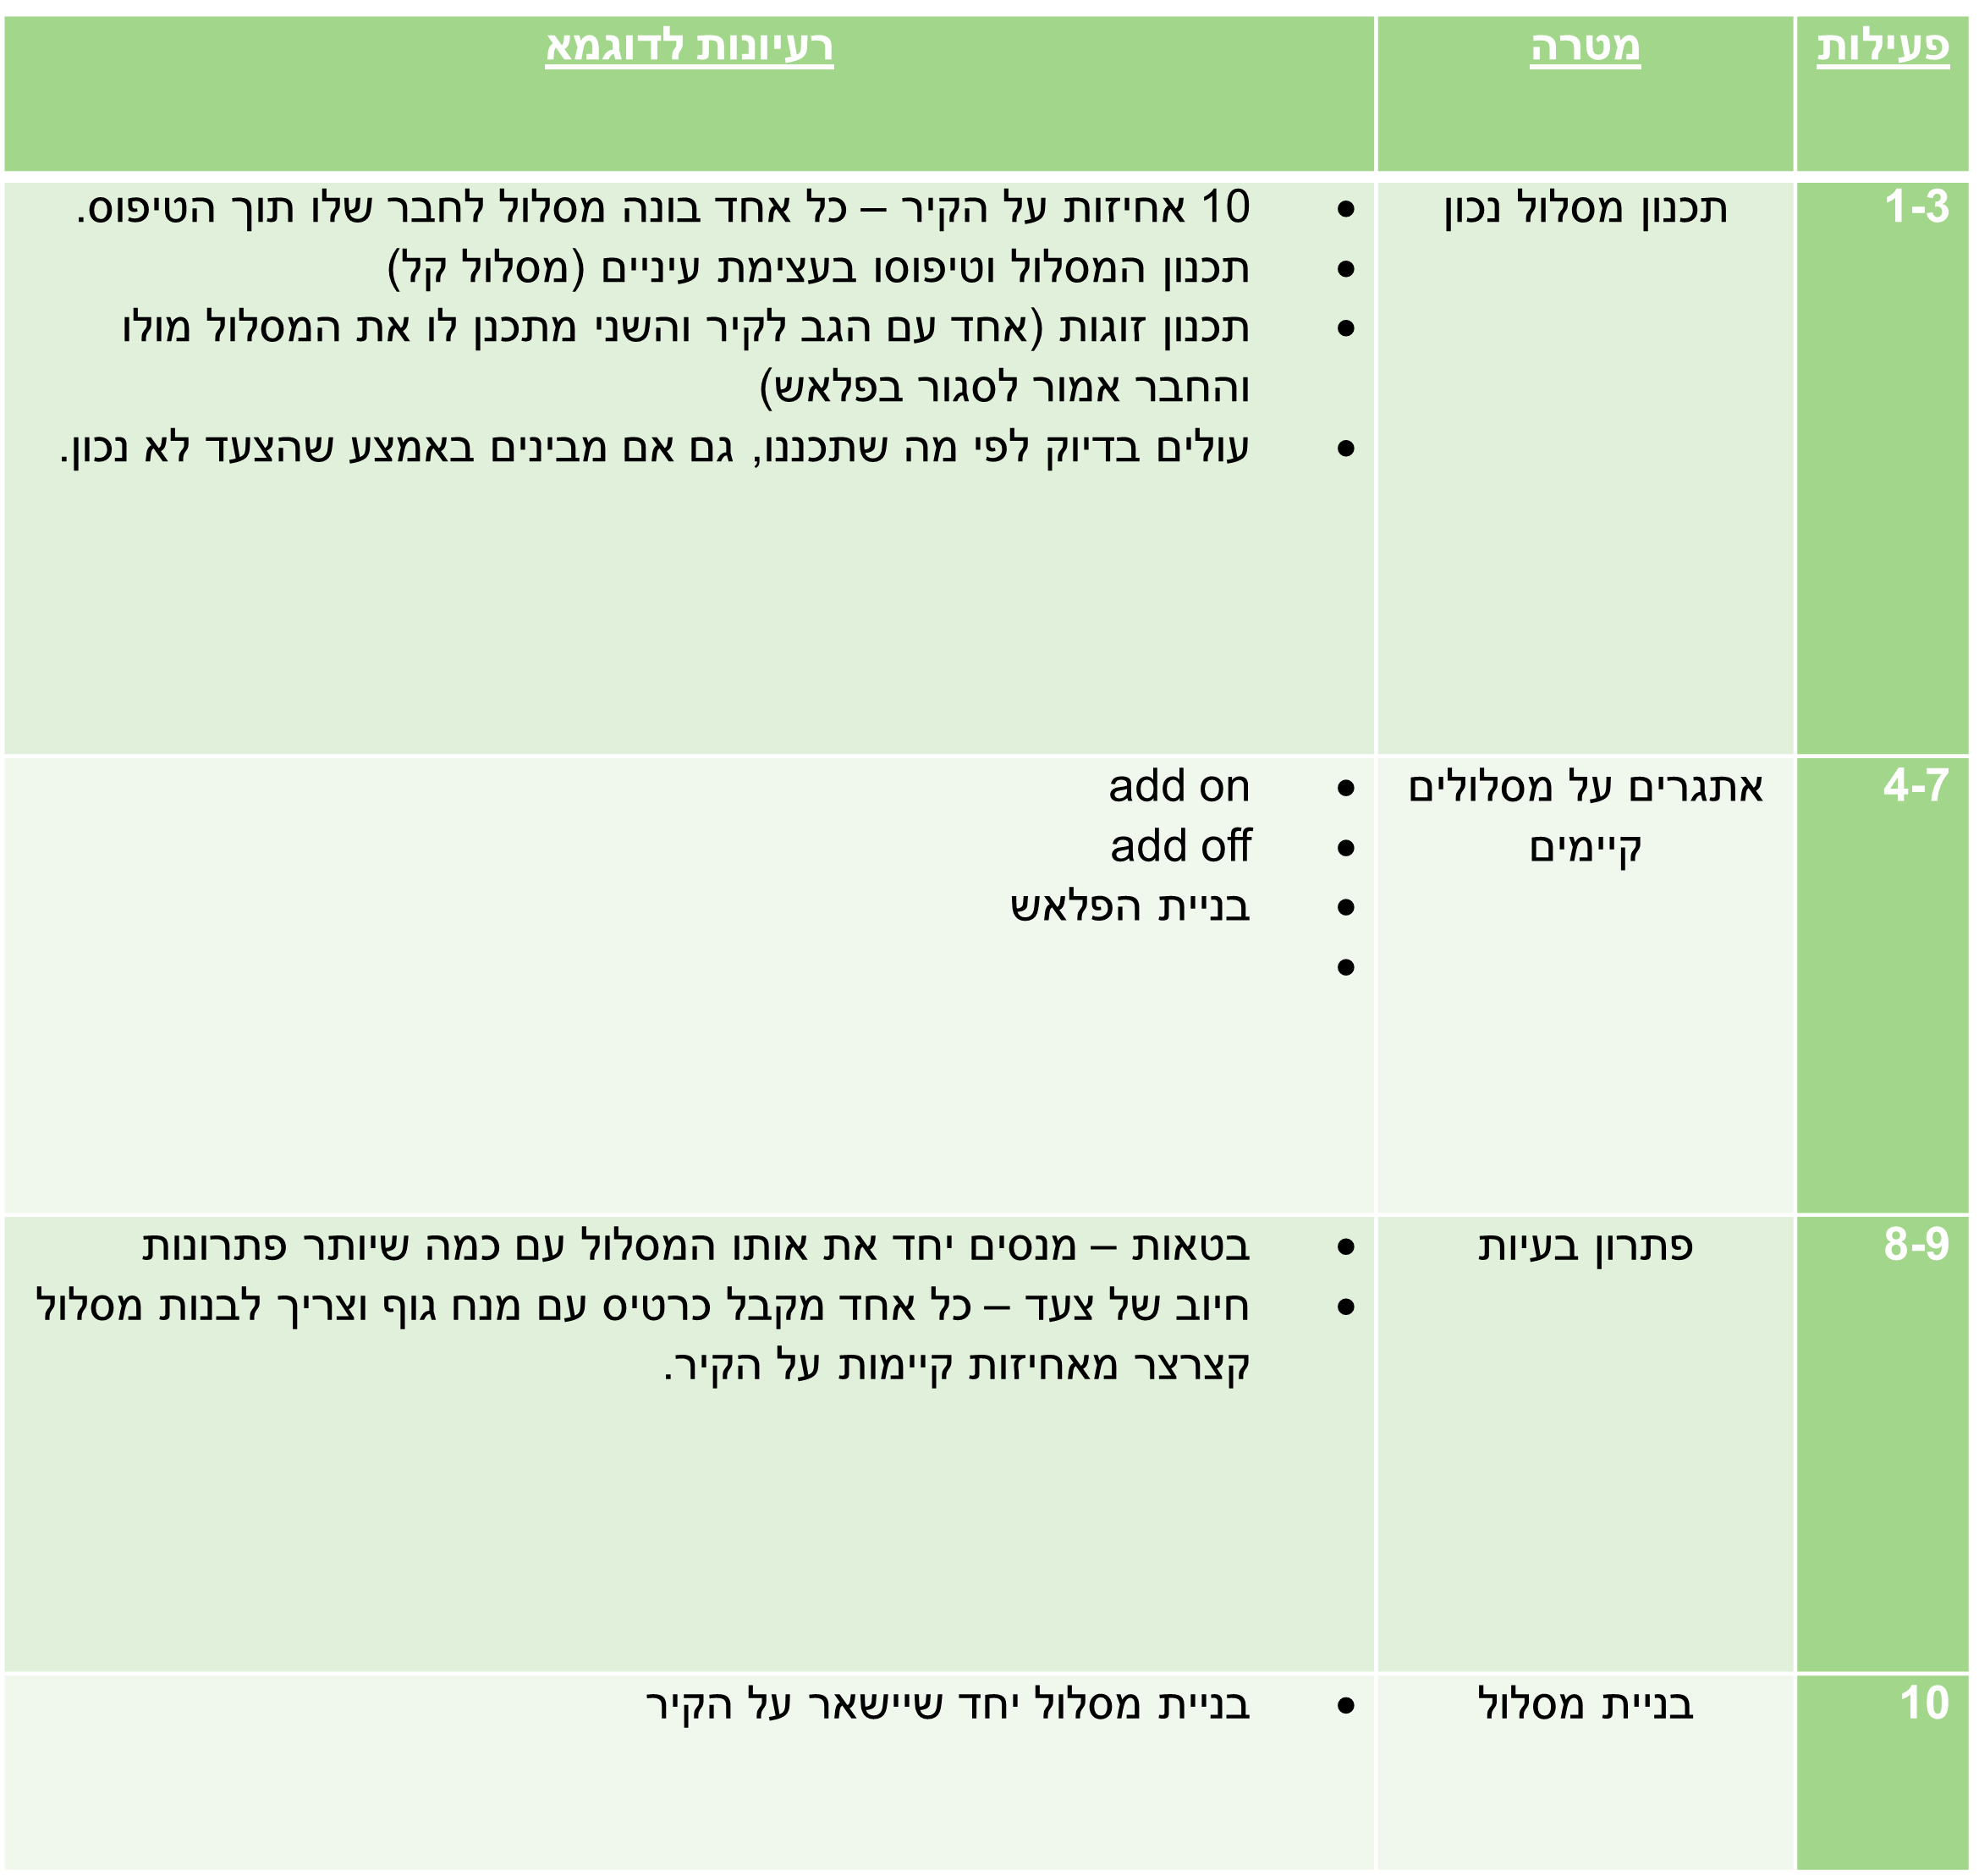 פעילות
מטרה
רעיונות לדוגמא
1-3
תכנון מסלול נכון
● 10 אחיזות על הקיר – כל אחד בונה מסלול לחבר שלו תוך הטיפוס.
● תכנון המסלול וטיפוסו בעצימת עיניים (מסלול קל)
● תכנון זוגות (אחד עם הגב לקיר והשני מתכנן לו את המסלול מולו
והחבר אמור לסגור בפלאש)
● עולים בדיוק לפי מה שתכננו, גם אם מבינים באמצע שהצעד לא נכון.
4-7
אתגרים על מסלולים
קיימים
● add on
● add off
● בניית הפלאש
●
8-9
פתרון בעיות
● בטאות – מנסים יחד את אותו המסלול עם כמה שיותר פתרונות
● חיוב של צעד – כל אחד מקבל כרטיס עם מנח גוף וצריך לבנות מסלול
קצרצר מאחיזות קיימות על הקיר.
10
בניית מסלול
● בניית מסלול יחד שיישאר על הקיר